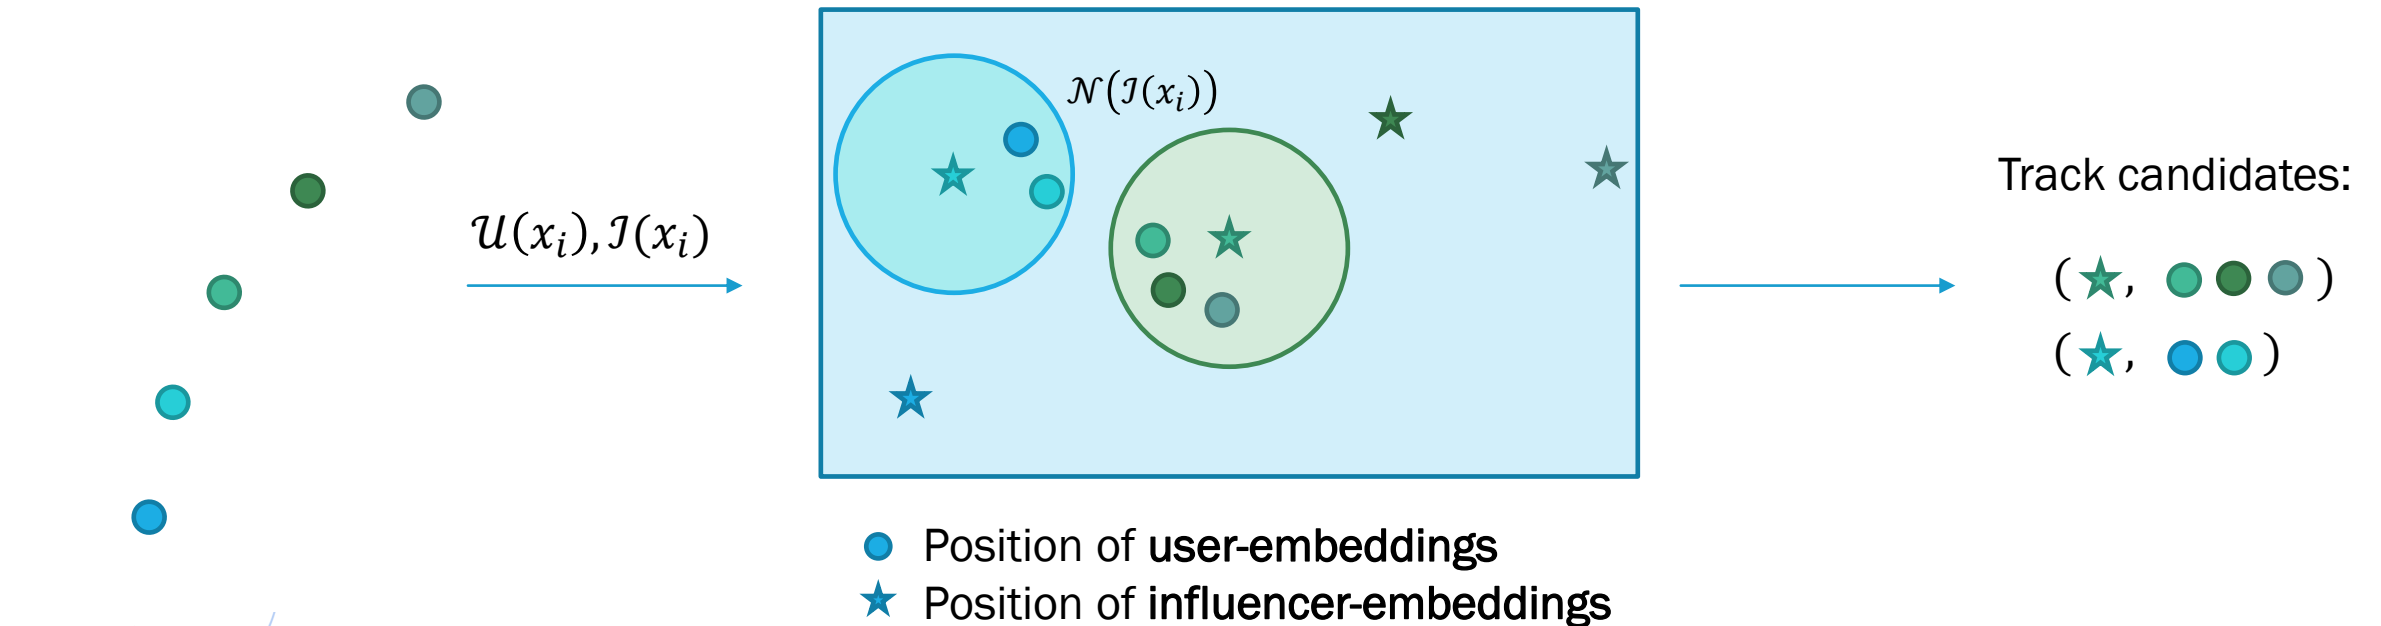 𝒩(ℐ(xᵢ))
Track candidates:
𝒰(xᵢ), ℐ(xᵢ)
( , )
( , )
Position of user-embeddings
Position of influencer-embeddings